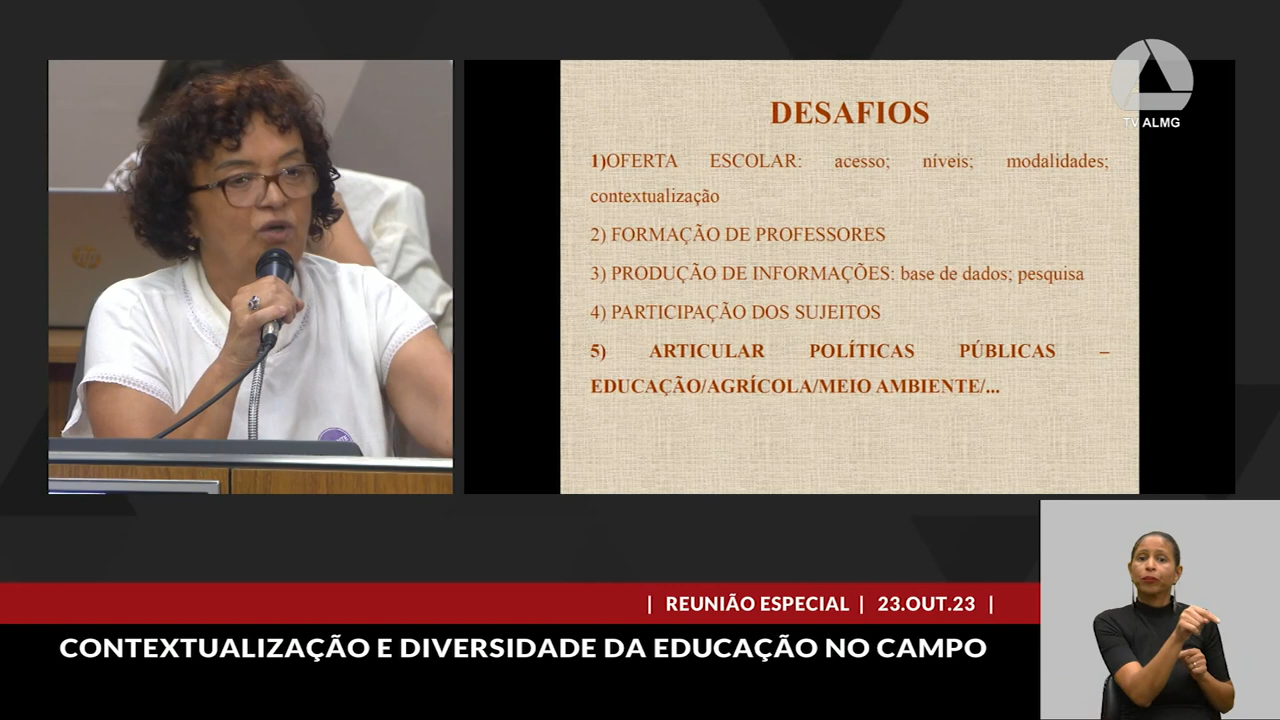 TV ALMG
DESAFIOS
1)OFERTA ESCOLAR: acesso; níveis; modalidades;
contextualização
2) FORMAÇÃO DE PROFESSORES
3) PRODUÇÃO DE INFORMAÇÕES: base de dados; pesquisa
4) PARTICIPAÇÃO DOS SUJEITOS
5) ARTICULAR POLÍTICAS PÚBLICAS –
EDUCAÇÃO/AGRÍCOLA/MEIO AMBIENTE/...
hp
| REUNIÃO ESPECIAL | 23.OUT.23 |
CONTEXTUALIZAÇÃO E DIVERSIDADE DA EDUCAÇÃO NO CAMPO